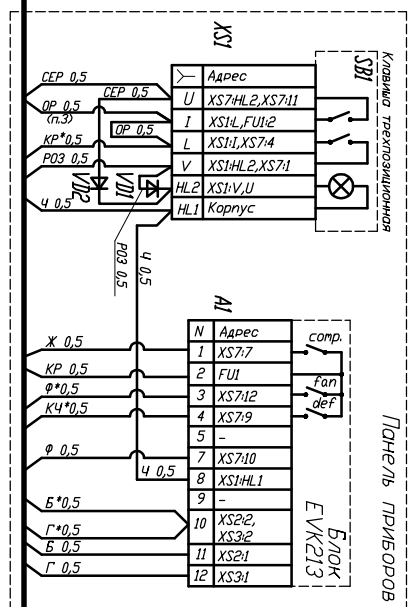 XS1
SB1
Клавиша трехпозиционная
Адрес
U XS7:HL2,XS7:11
I XS1:L,FU1:2
L XS1:I,XS7:4
V XS1:HL2,XS7:1
HL2 XS1:V,U
HL1 Корпус
СЕР 0,5
СЕР 0,5
ОР 0,5
(п.3)
ОР 0,5
КР*0,5
РОЗ 0,5
VD2
VD1
Ч 0,5
РОЗ 0,5
Ч 0,5
A1
N Адрес
1 XS7:7
2 FU1
3 XS7:12
4 XS7:9
5 -
7 XS7:10
8 XS1:HL1
9 -
10 XS2:2,
XS3:2
11 XS2:1
12 XS3:1
comp.
fan
def
Ж 0,5
КР 0,5
Ф*0,5
КЧ*0,5
Ф 0,5
Ч 0,5
Б*0,5
Г*0,5
Б 0,5
Г 0,5
Блок
EVK213
Панель приборов